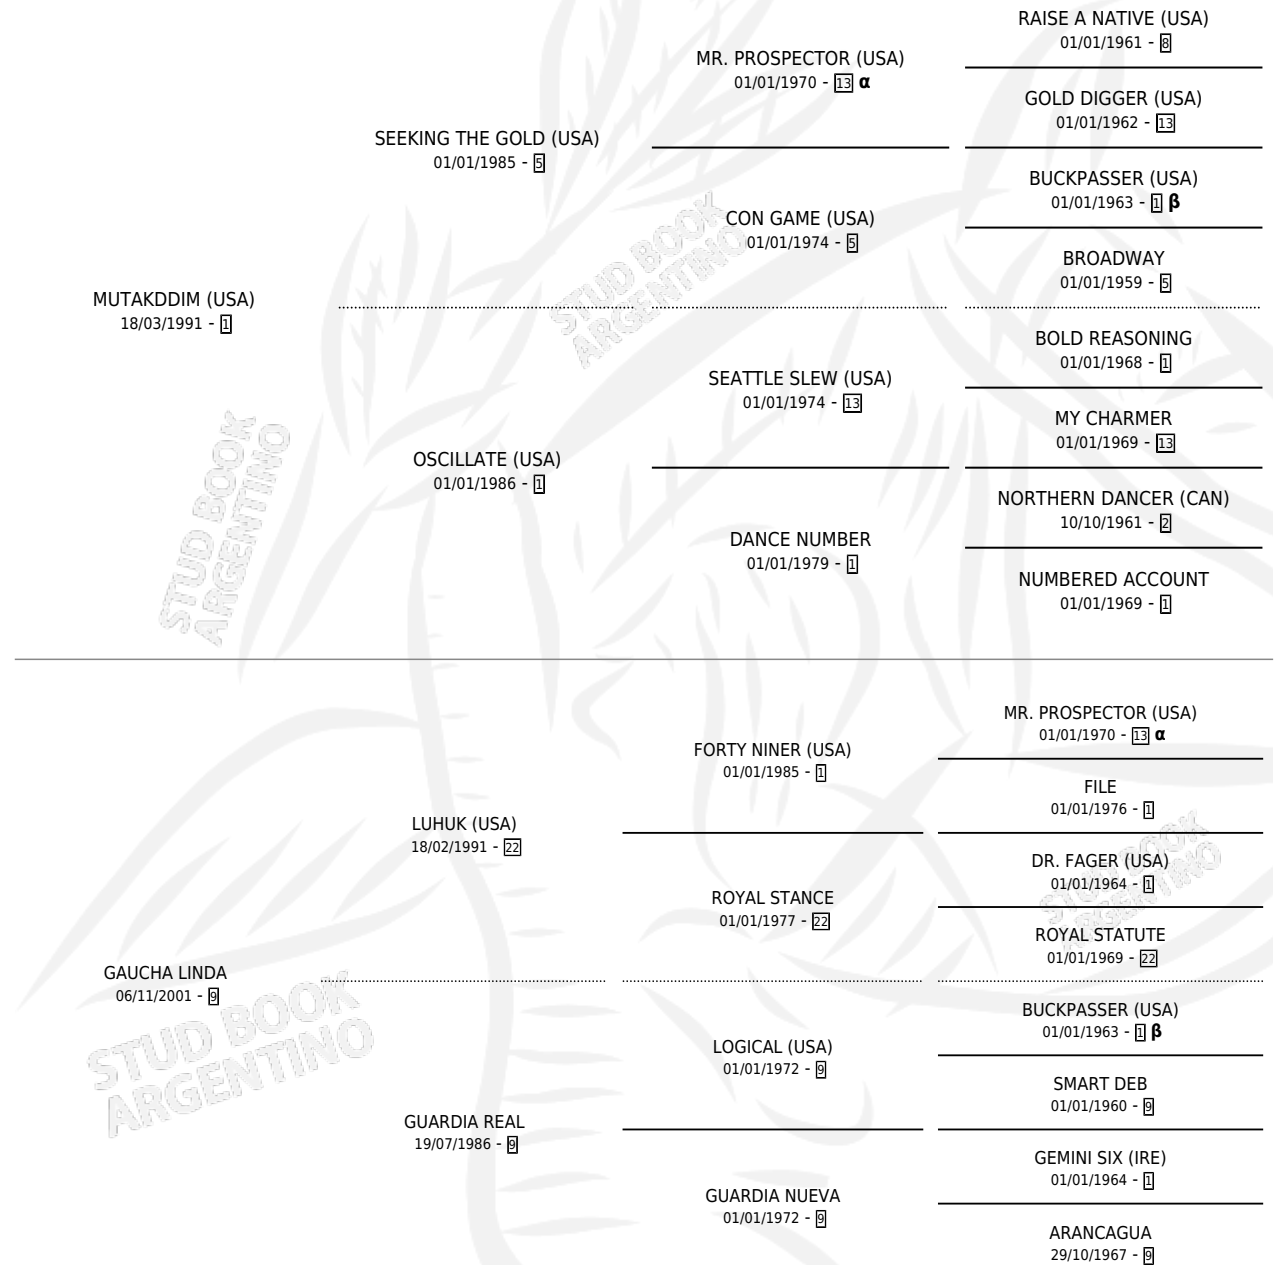 RAISE A NATIVE (USA)
01/01/1961 - 8
MR. PROSPECTOR (USA)
01/01/1970 - 13 α
GOLD DIGGER (USA)
01/01/1962 - 13
SEEKING THE GOLD (USA)
01/01/1985 - 5
BUCKPASSER (USA)
01/01/1963 - 1 β
CON GAME (USA)
01/01/1974 - 5
BROADWAY
01/01/1959 - 5
MUTAKDDIM (USA)
18/03/1991 - 1
BOLD REASONING
01/01/1968 - 1
SEATTLE SLEW (USA)
01/01/1974 - 13
MY CHARMER
01/01/1969 - 13
OSCILLATE (USA)
01/01/1986 - 1
NORTHERN DANCER (CAN)
10/10/1961 - 2
DANCE NUMBER
01/01/1979 - 1
NUMBERED ACCOUNT
01/01/1969 - 1
MR. PROSPECTOR (USA)
01/01/1970 - 13 α
FORTY NINER (USA)
01/01/1985 - 1
FILE
01/01/1976 - 1
LUHUK (USA)
18/02/1991 - 22
DR. FAGER (USA)
01/01/1964 - 1
ROYAL STANCE
01/01/1977 - 22
ROYAL STATUTE
01/01/1969 - 22
GAUCHA LINDA
06/11/2001 - 9
BUCKPASSER (USA)
01/01/1963 - 1 β
LOGICAL (USA)
01/01/1972 - 9
SMART DEB
01/01/1960 - 9
GUARDIA REAL
19/07/1986 - 9
GEMINI SIX (IRE)
01/01/1964 - 1
GUARDIA NUEVA
01/01/1972 - 9
ARANCAGUA
29/10/1967 - 9
STUD BOOK
ARGENTINO
STUD BOOK
ARGENTINO
STUD BOOK
ARGENTINO
STUD BOOK
ARGENTINO